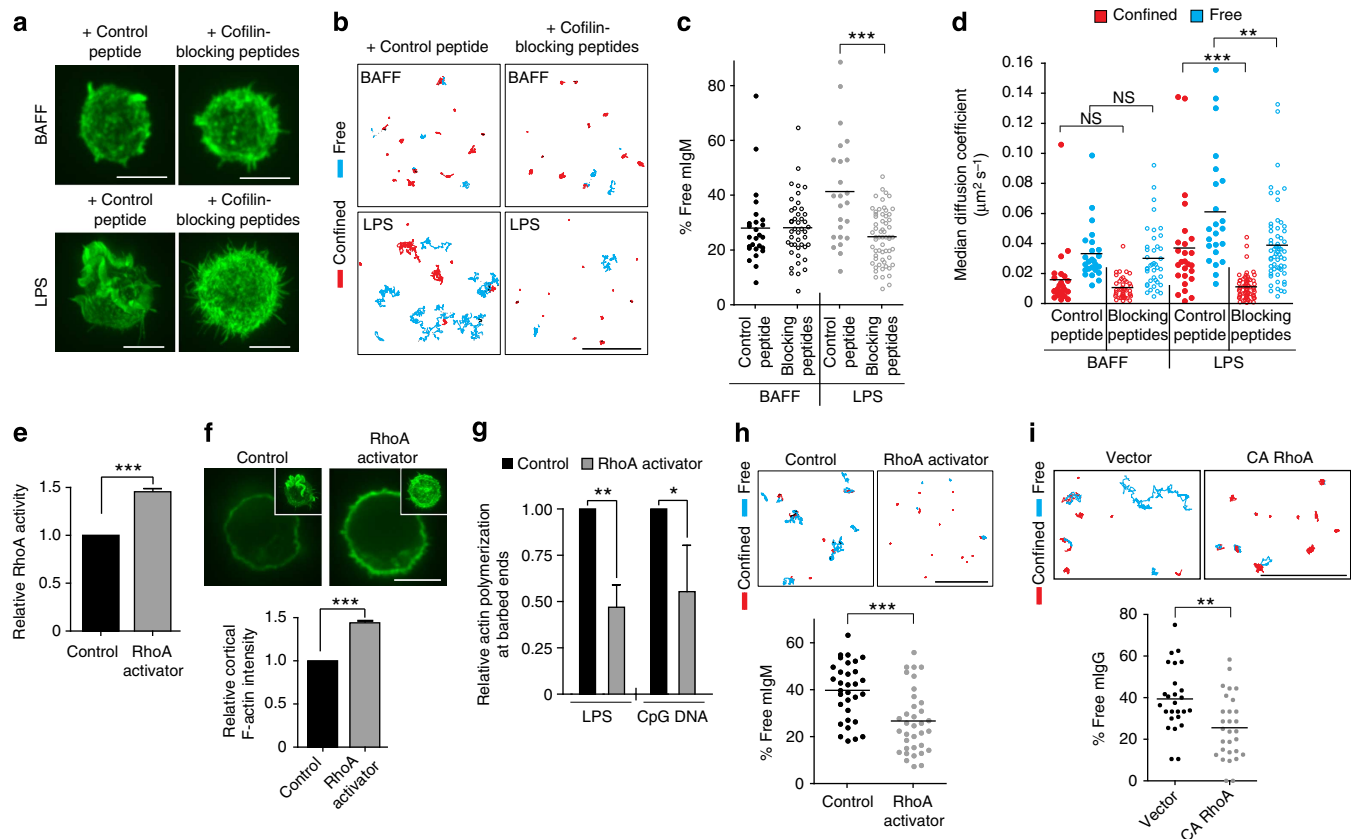 a
+ Control peptide
+ Cofilin-blocking peptides
BAFF
+ Control peptide
+ Cofilin-blocking peptides
LPS
b
+ Control peptide
+ Cofilin-blocking peptides
BAFF
BAFF
LPS
LPS
Confined
Free
c
***
% Free mIgM
80
60
40
20
0
Control peptide
Blocking peptides
Control peptide
Blocking peptides
BAFF
LPS
d
Confined
Free
**
***
NS
NS
Median diffusion coefficient
(μm² s⁻¹)
0.16
0.14
0.12
0.10
0.08
0.06
0.04
0.02
0
Control peptide
Blocking peptides
Control peptide
Blocking peptides
BAFF
LPS
e
***
Relative RhoA activity
1.5
1.0
0.5
0
Control
RhoA activator
f
Control
RhoA activator
***
Relative cortical
F-actin intensity
1.5
1.0
0.5
0
Control
RhoA activator
g
Control
RhoA activator
**
*
Relative actin polymerization
at barbed ends
1.00
0.75
0.50
0.25
0
LPS
CpG DNA
h
Control
RhoA activator
Confined
Free
***
% Free mIgM
60
40
20
0
Control
RhoA activator
i
Vector
CA RhoA
Confined
Free
**
% Free mIgG
80
60
40
20
0
Vector
CA RhoA